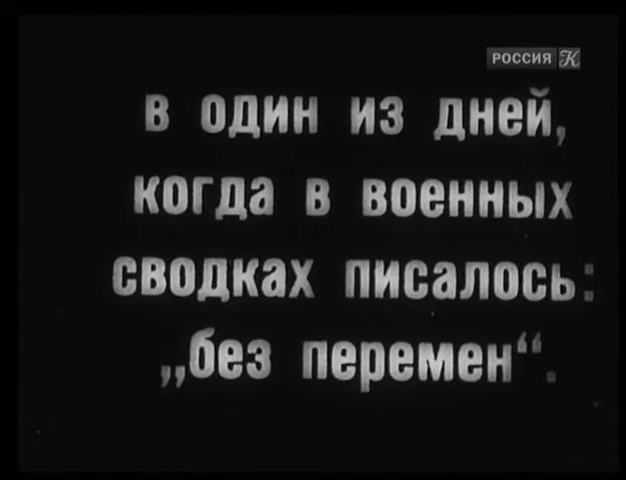 РОССИЯ К
в один из дней,
когда в военных
сводках писалось:
„без перемен“.